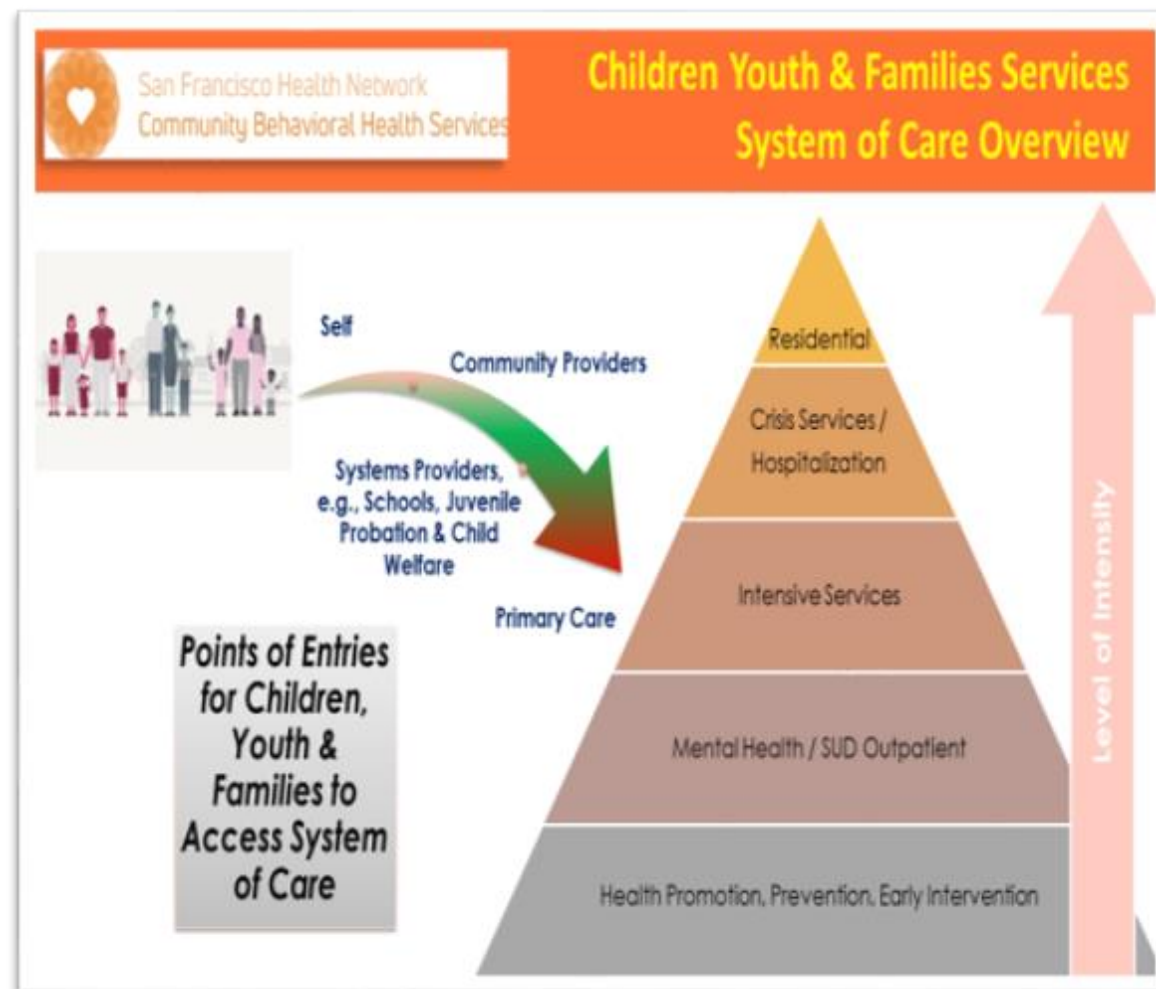 San Francisco Health Network
Community Behavioral Health Services
Children Youth & Families Services
System of Care Overview
Self
Community Providers
Systems Providers,
e.g., Schools, Juvenile
Probation & Child
Welfare
Primary Care
Points of Entries
for Children,
Youth &
Families to
Access System
of Care
Residential
Crisis Services /
Hospitalization
Intensive Services
Mental Health / SUD Outpatient
Health Promotion, Prevention, Early Intervention
Level of Intensity